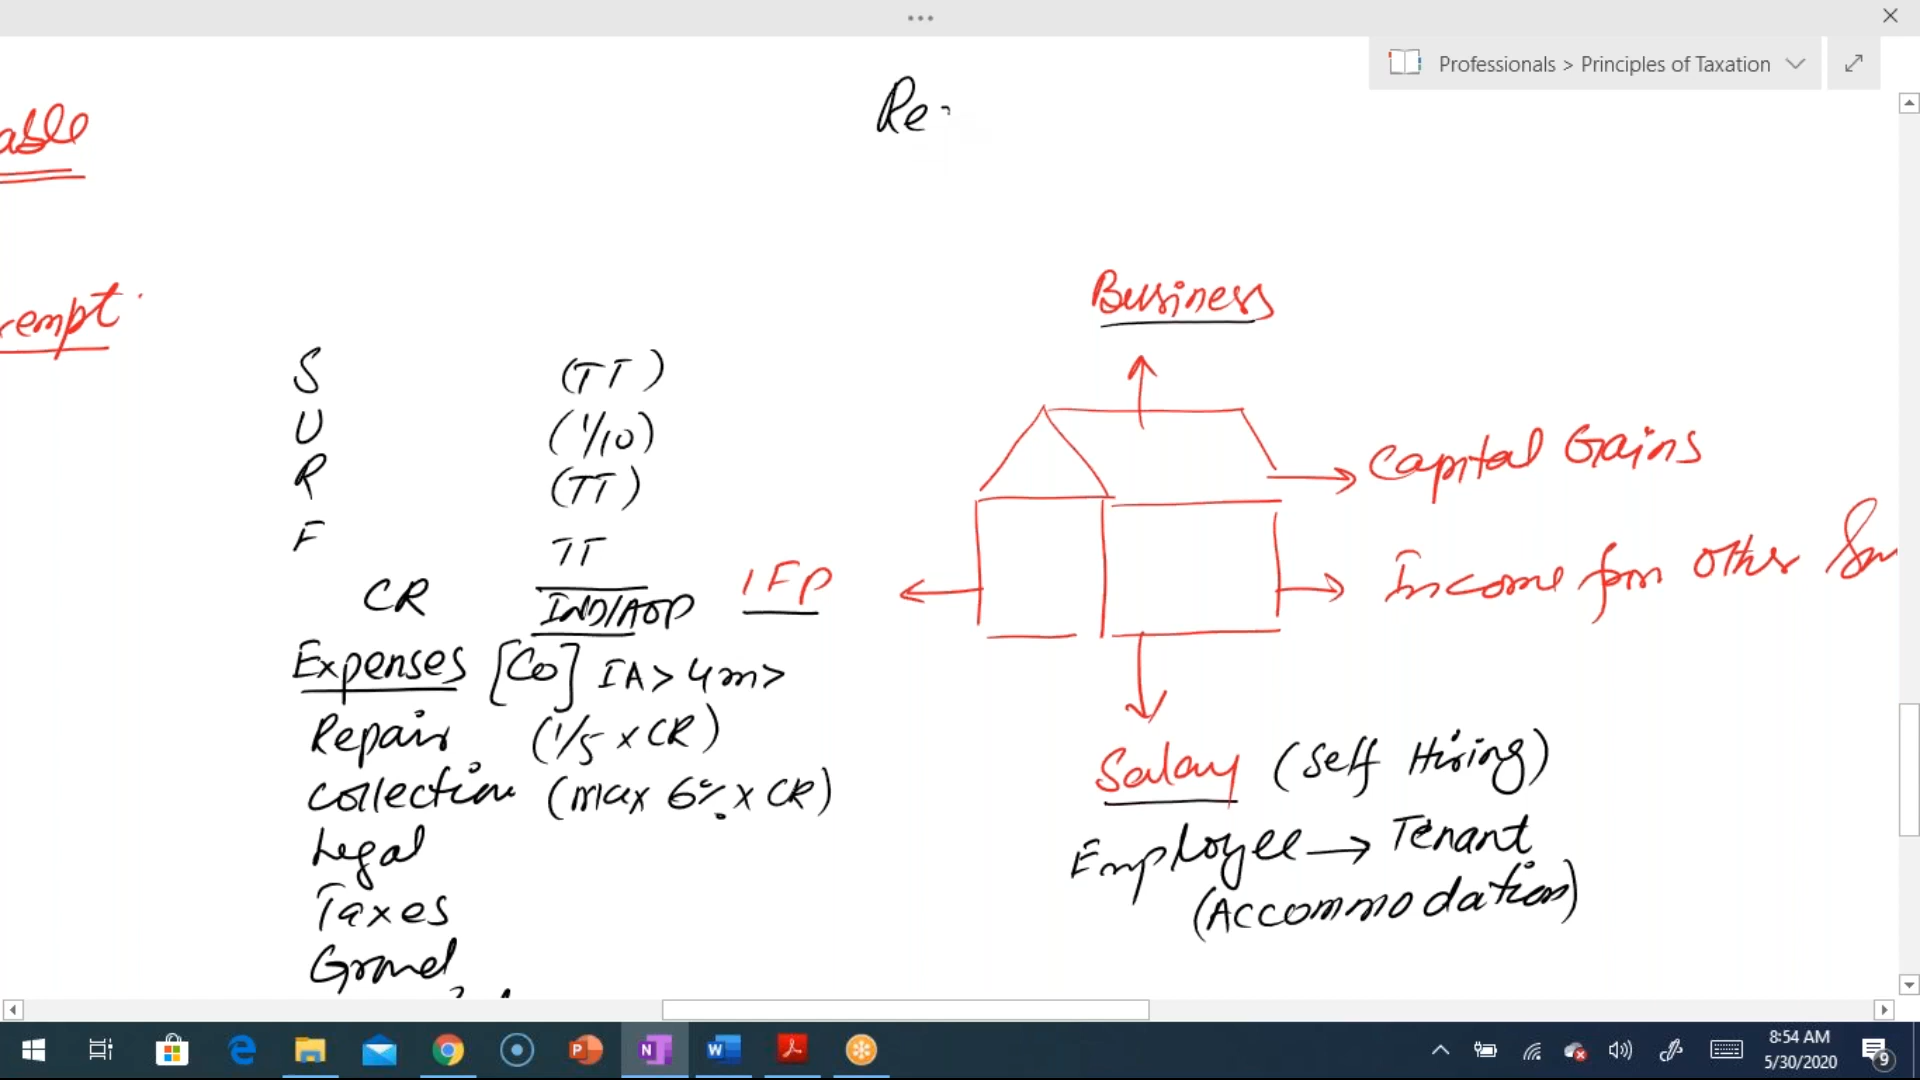 Professionals > Principles of Taxation
Re
able
Business
empt
S (TT)
U (1/10)
R (TT)
F TT
Capital Gains
CR IND/AOP
IFP
Income from Other
Expenses [Co] IA > 4m >
Repair (1/5 x CR)
Collection (max 6% x CR)
Legal
Taxes
Ground
Salary (Self Hiring)
Employee → Tenant
(Accommodation)
8:54 AM
5/30/2020
9